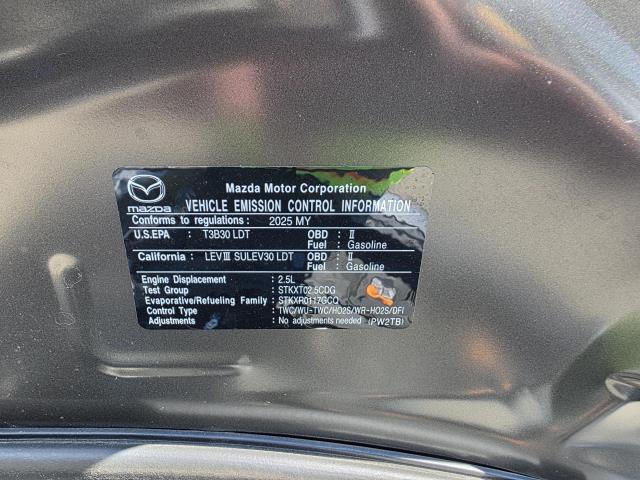 mazda
Mazda Motor Corporation
VEHICLE EMISSION CONTROL INFORMATION
Conforms to regulations: 2025 MY
U.S.EPA : T3B30 LDT OBD : II
Fuel : Gasoline
California : LEVⅢ SULEV30 LDT OBD : II
Fuel : Gasoline
Engine Displacement : 2.5L
Test Group : STKXT02.5CDG
Evaporative/Refueling Family : STKXR0117GCO
Control Type : TWC/WU-TWC/HO2S/WR-HO2S/DFI
Adjustments : No adjustments needed (PW2TB)